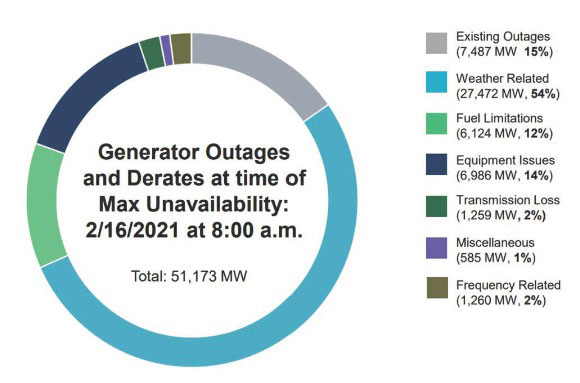 Generator Outages
and Derates at time of
Max Unavailability:
2/16/2021 at 8:00 a.m.
Total: 51,173 MW
Existing Outages
(7,487 MW 15%)
Weather Related
(27,472 MW, 54%)
Fuel Limitations
(6,124 MW, 12%)
Equipment Issues
(6,986 MW, 14%)
Transmission Loss
(1,259 MW, 2%)
Miscellaneous
(585 MW, 1%)
Frequency Related
(1,260 MW, 2%)